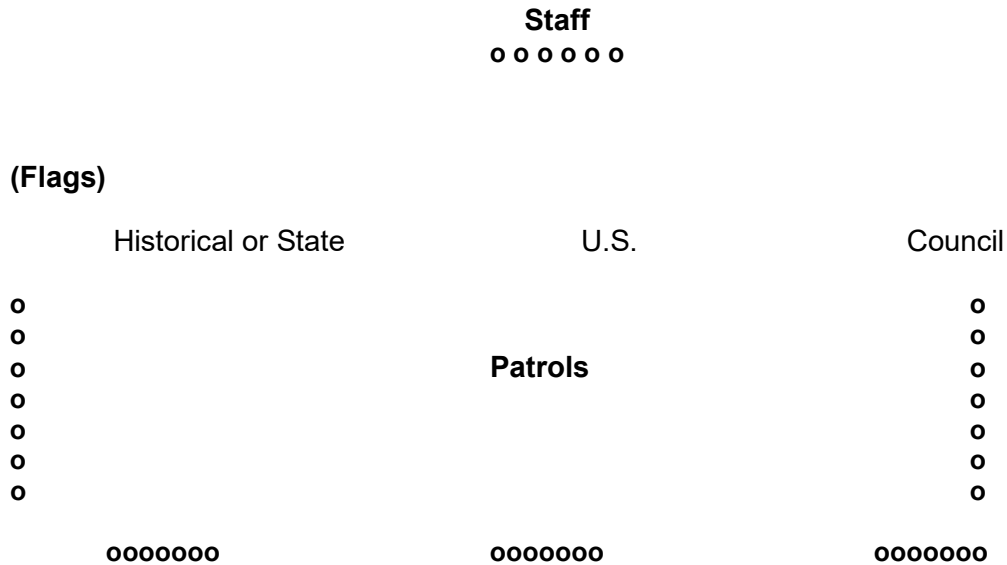 Staff
o o o o o o
(Flags)
Historical or State U.S. Council
o o
o o
o Patrols o
o o
o o
o o
o o
ooooooo ooooooo ooooooo